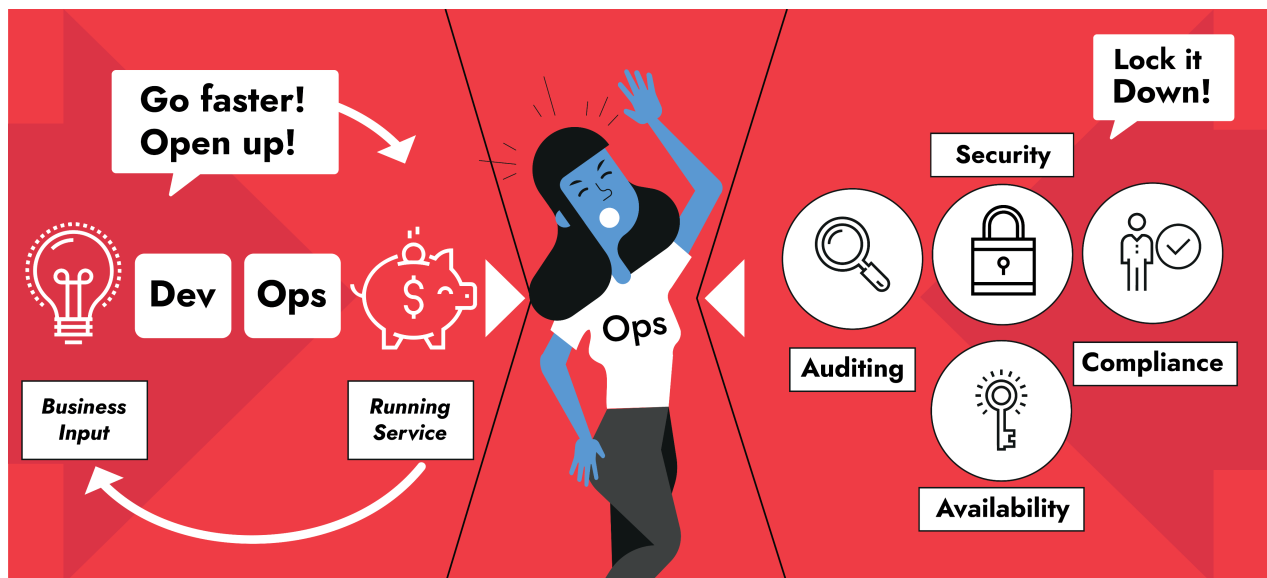 Go faster!
Open up!
Dev
Ops
Business
Input
Running
Service
Ops
Lock it
Down!
Security
Auditing
Compliance
Availability